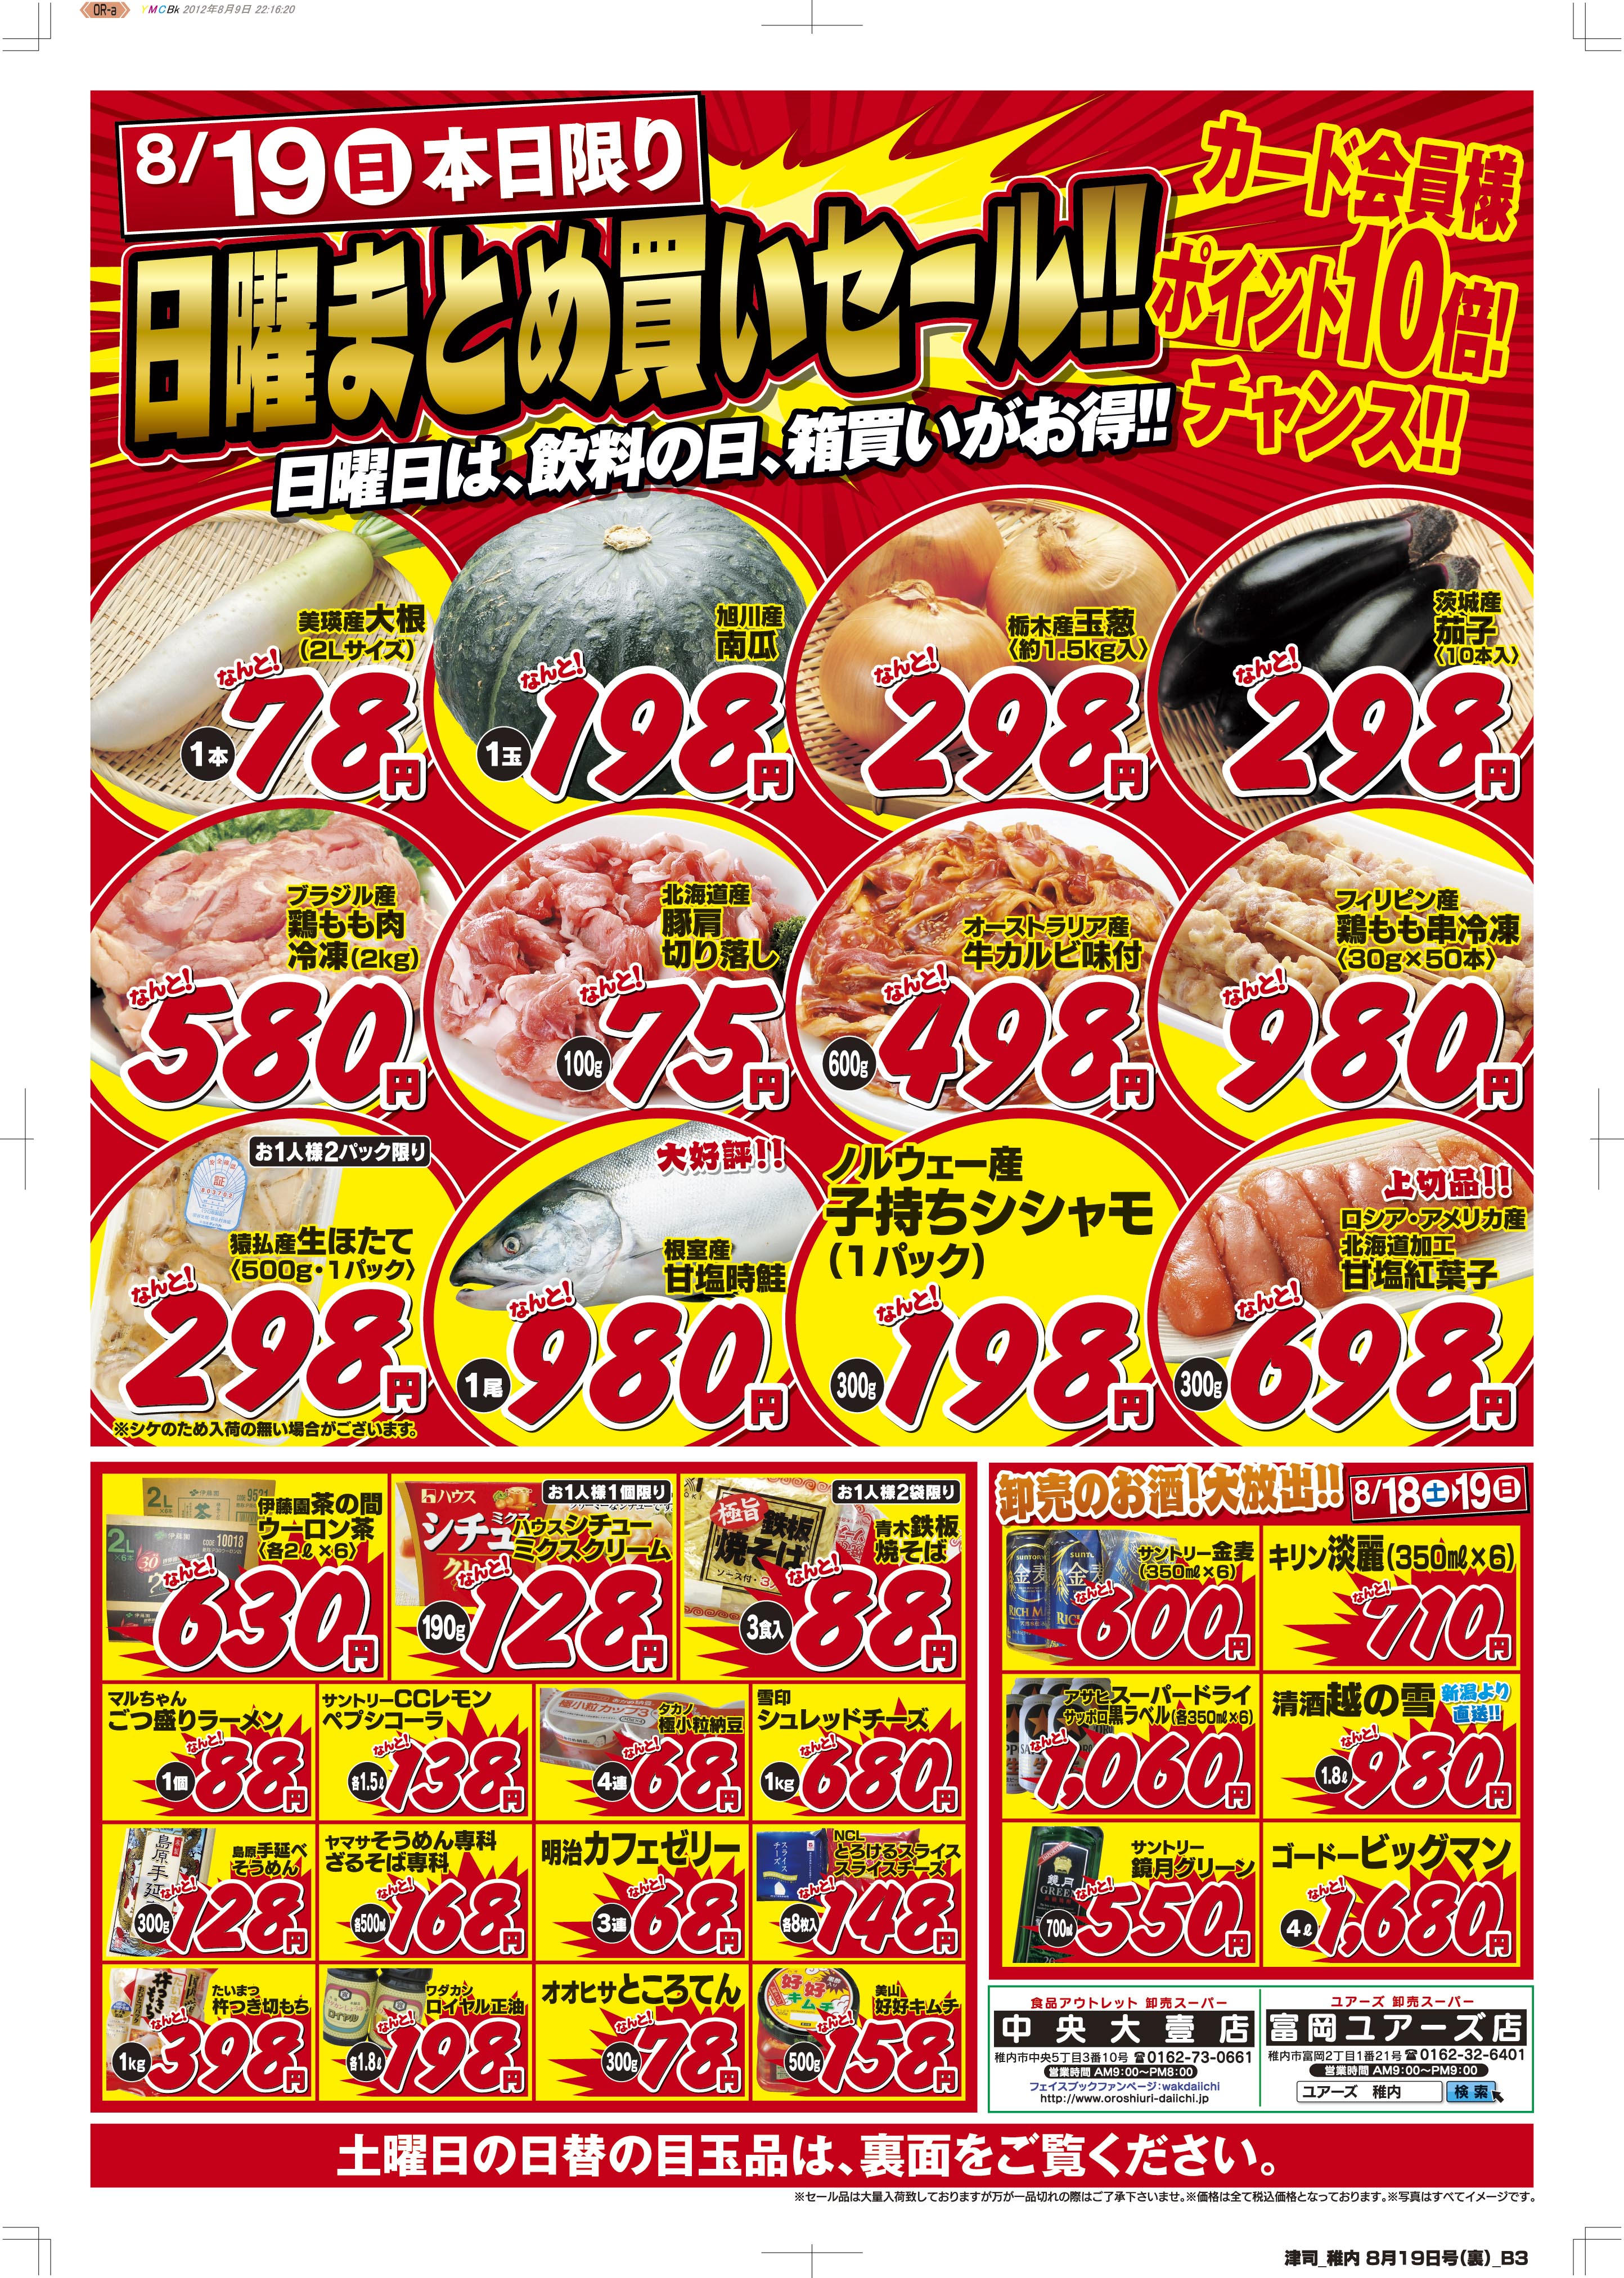 OR-a YMCBk 2012年8月9日 22:16:20
8/19㊐本日限り
日曜まとめ買いセール!!
日曜日は、飲料の日、箱買いがお得!!
カード会員様
ポイント10倍!
チャンス!!
美瑛産大根
(2Lサイズ)
なんと!
1本 78円
旭川産
南瓜
なんと!
1玉 198円
栃木産玉葱
〈約1.5kg入〉
なんと!
298円
茨城産
茄子
〈10本入〉
なんと!
298円
ブラジル産
鶏もも肉
冷凍(2kg)
なんと!
580円
北海道産
豚肩
切り落し
なんと!
100g 75円
オーストラリア産
牛カルビ味付
なんと!
600g 498円
フィリピン産
鶏もも串冷凍
〈30g×50本〉
なんと!
980円
お1人様2パック限り
猿払産生ほたて
〈500g・1パック〉
なんと!
298円
※シケのため入荷の無い場合がございます。
大好評!!
根室産
甘塩時鮭
なんと!
1尾 980円
ノルウェー産
子持ちシシャモ
(1パック)
なんと!
300g 198円
上切品!!
ロシア・アメリカ産
北海道加工
甘塩紅葉子
なんと!
300g 698円
伊藤園茶の間
ウーロン茶
〈各2ℓ×6〉
なんと!
630円
お1人様1個限り
ハウスシチュー
ミクスクリーム
なんと!
190g 128円
お1人様2袋限り
青木鉄板
焼そば
なんと!
3食入 88円
マルちゃん
ごつ盛りラーメン
なんと!
1個 88円
サントリーCCレモン
ペプシコーラ
なんと!
各1.5ℓ 138円
タカノ
極小粒納豆
なんと!
4連 68円
雪印
シュレッドチーズ
なんと!
1kg 680円
島原手延べ
そうめん
なんと!
300g 128円
ヤマサそうめん専科
ざるそば専科
なんと!
各500㎖ 168円
明治カフェゼリー
なんと!
3連 68円
NCL
とろけるスライス
スライスチーズ
なんと!
各8枚入 148円
たいまつ
杵つき切もち
なんと!
1kg 398円
ワダカン
ロイヤル正油
なんと!
各1.8ℓ 198円
オオヒサところてん
なんと!
300g 78円
美山
好好キムチ
なんと!
500g 158円
卸売のお酒!大放出!! 8/18㊏・19㊐
サントリー金麦
(350㎖×6)
なんと!
600円
キリン淡麗(350㎖×6)
なんと!
710円
アサヒスーパードライ
サッポロ黒ラベル(各350㎖×6)
なんと!
1,060円
清酒越の雪
新潟より
直送!!
なんと!
1.8ℓ 980円
サントリー
鏡月グリーン
なんと!
700㎖ 550円
ゴードービッグマン
なんと!
4ℓ 1,680円
食品アウトレット 卸売スーパー
中央大壹店
稚内市中央5丁目3番10号 ☎0162-73-0661
営業時間 AM9:00〜PM8:00
フェイスブックファンページ:wakdaiichi
http://www.oroshiuri-daiichi.jp
ユアーズ 卸売スーパー
富岡ユアーズ店
稚内市富岡2丁目1番21号 ☎0162-32-6401
営業時間 AM9:00〜PM9:00
ユアーズ 稚内 検索
土曜日の日替の目玉品は、裏面をご覧ください。
※セール品は大量入荷致しておりますが万が一品切れの際はご了承下さいませ。※価格は全て税込価格となっております。※写真はすべてイメージです。
津司_稚内 8月19日号(裏)_B3